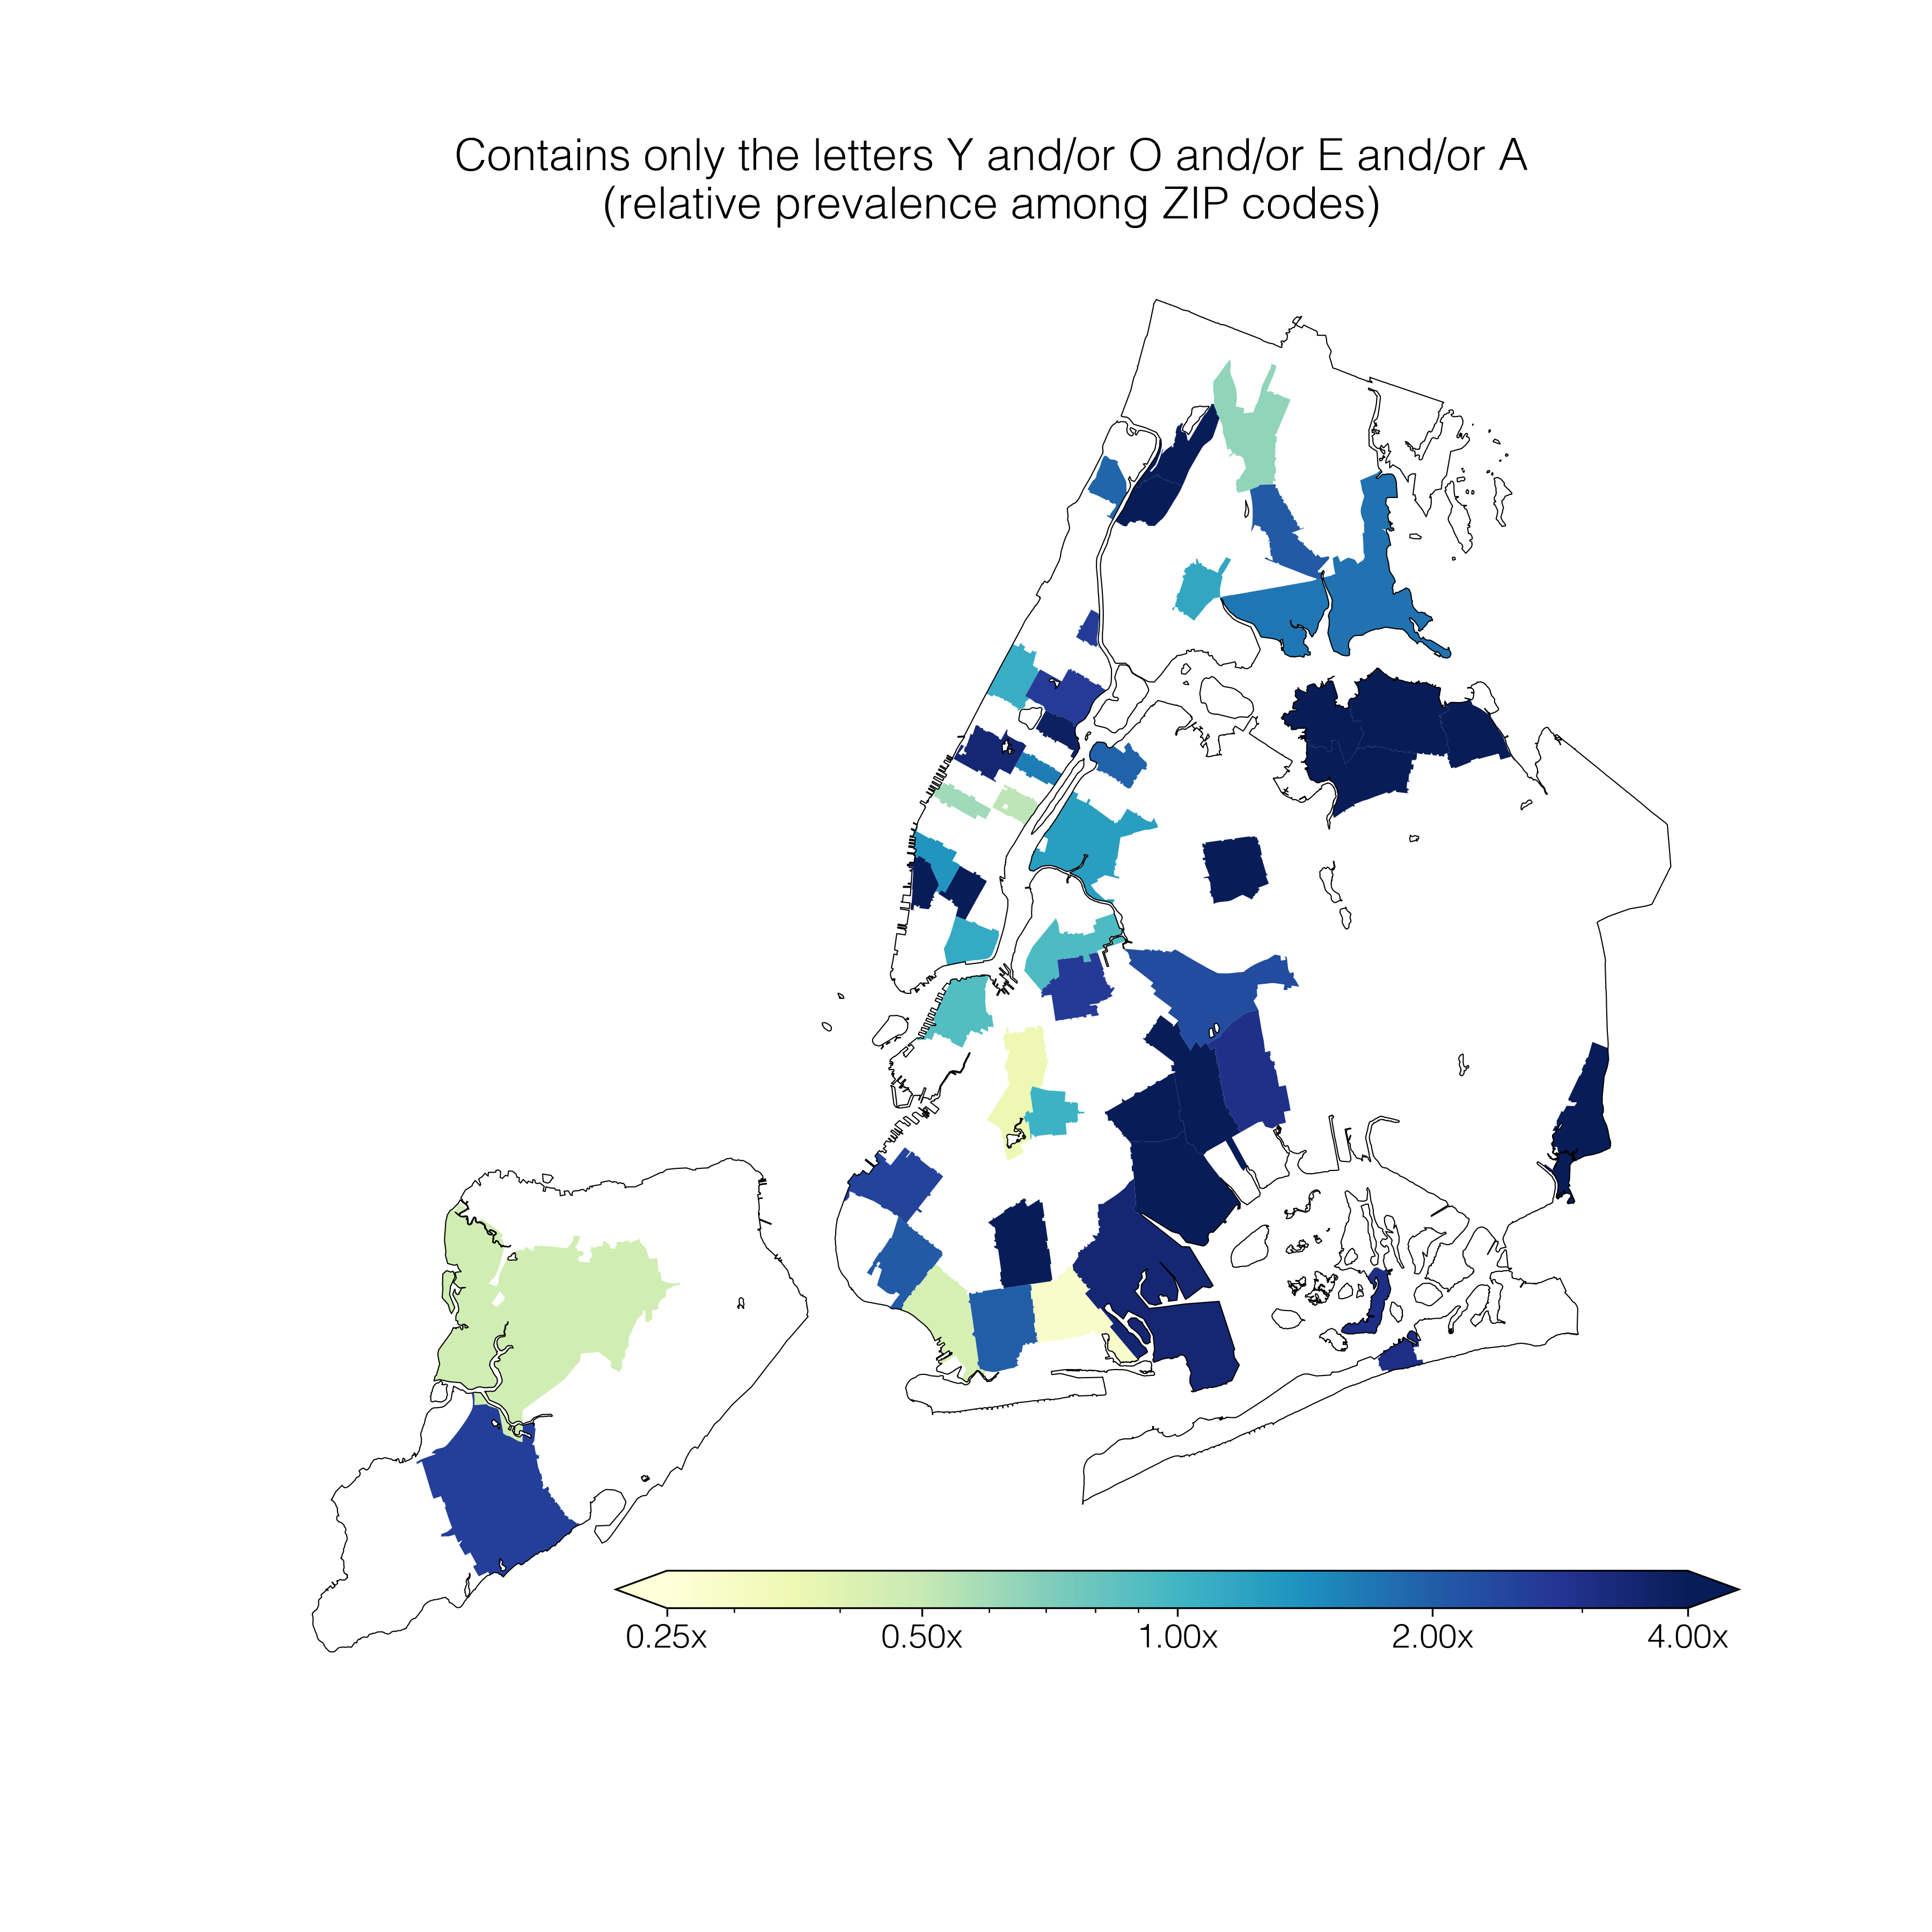 Contains only the letters Y and/or O and/or E and/or A
(relative prevalence among ZIP codes)
0.25x 0.50x 1.00x 2.00x 4.00x